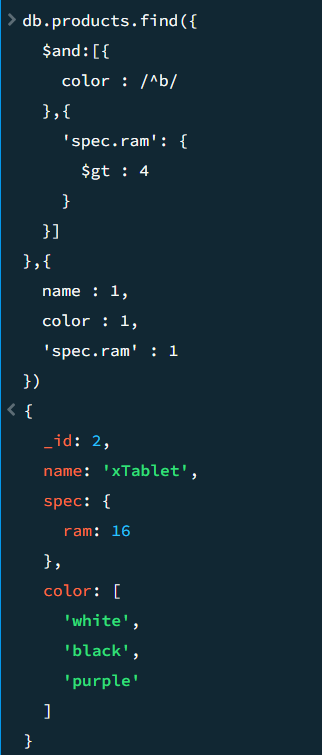 db.products.find({
  $and:[{
    color : /^b/
  },{
    'spec.ram': {
      $gt : 4
    }
  }]
},{
  name : 1,
  color : 1,
  'spec.ram' : 1
})
{
  _id: 2,
  name: 'xTablet',
  spec: {
    ram: 16
  },
  color: [
    'white',
    'black',
    'purple'
  ]
}